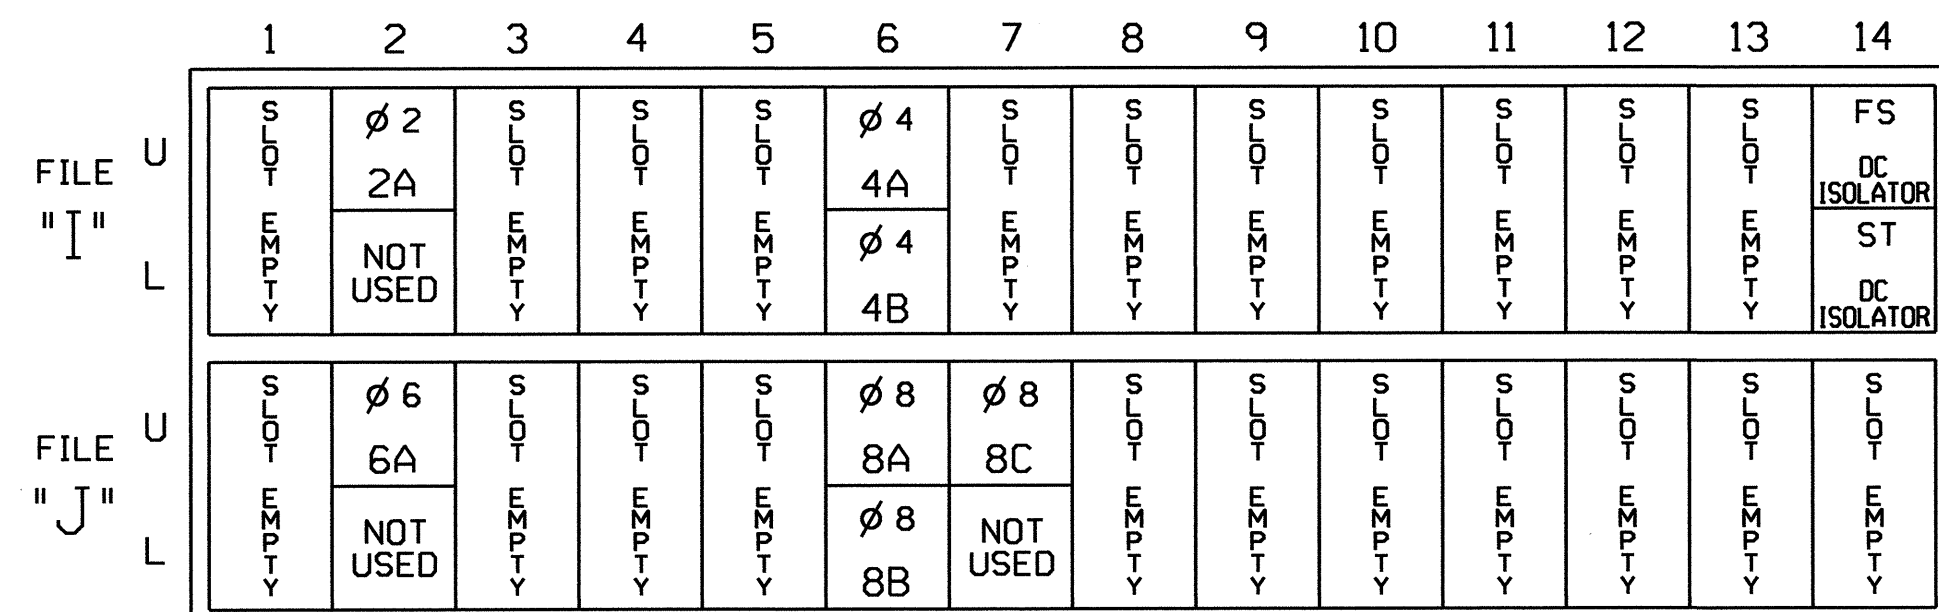 1 2 3 4 5 6 7 8 9 10 11 12 13 14
FILE "I"
U
L
SLOT EMPTY
Ø 2
2A
NOT USED
SLOT EMPTY
SLOT EMPTY
SLOT EMPTY
Ø 4
4A
Ø 4
4B
SLOT EMPTY
SLOT EMPTY
SLOT EMPTY
SLOT EMPTY
SLOT EMPTY
SLOT EMPTY
SLOT EMPTY
FS
DC ISOLATOR
ST
DC ISOLATOR
FILE "J"
U
L
SLOT EMPTY
Ø 6
6A
NOT USED
SLOT EMPTY
SLOT EMPTY
SLOT EMPTY
Ø 8
8A
Ø 8
8B
Ø 8
8C
NOT USED
SLOT EMPTY
SLOT EMPTY
SLOT EMPTY
SLOT EMPTY
SLOT EMPTY
SLOT EMPTY
SLOT EMPTY